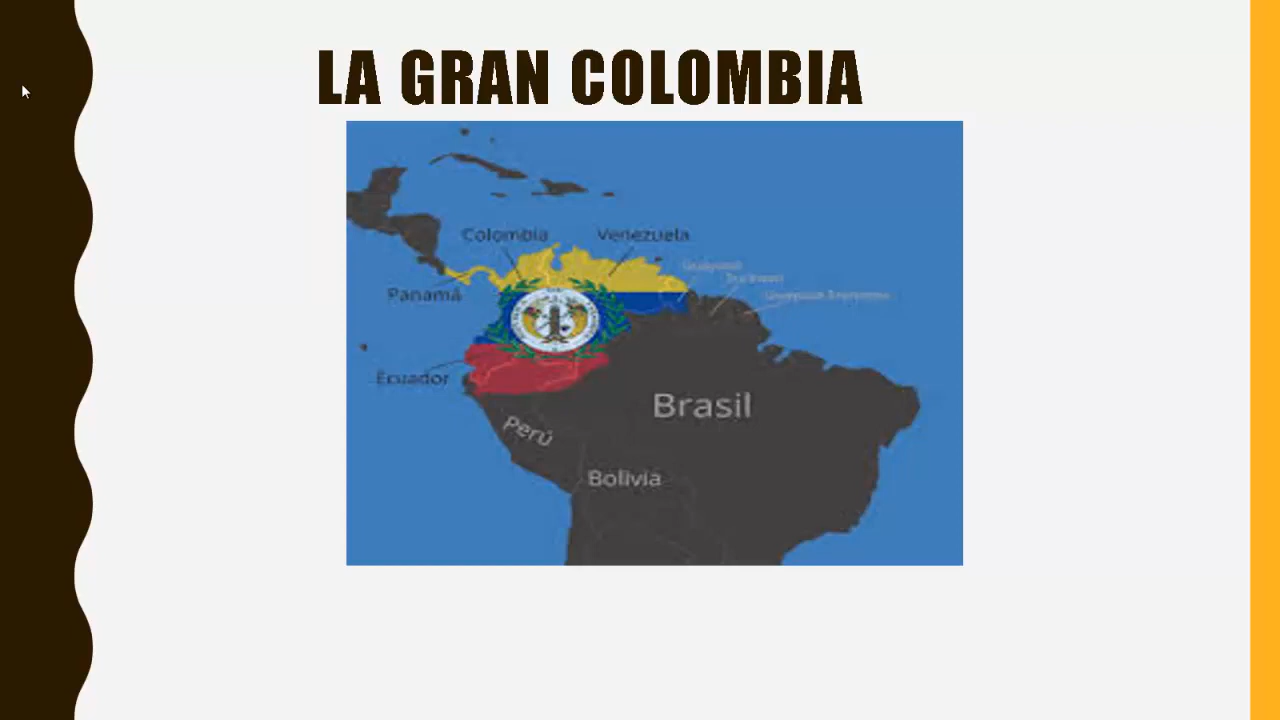 LA GRAN COLOMBIA
Colombia
Venezuela
Panamá
Ecuador
Brasil
Perú
Bolivia